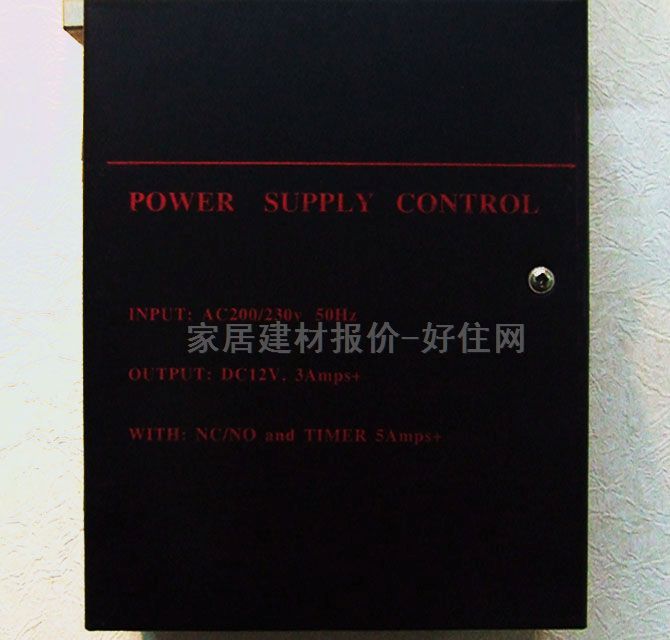 POWER SUPPLY CONTROL
INPUT: AC200/230v 50Hz
家居建材报价-好住网
OUTPUT: DC12V. 3Amps+
WITH: NC/NO and TIMER 5Amps+